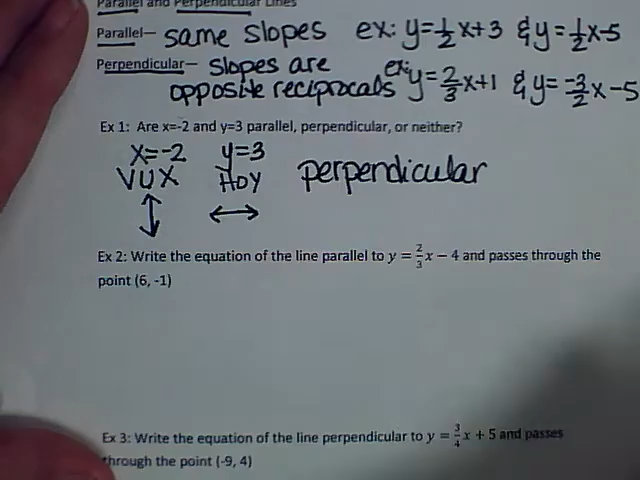 Parallel and Perpendicular Lines
Parallel— same slopes ex: y=1/2x+3 & y=1/2x-5
Perpendicular— slopes are ex: y=2/3x+1 & y=-3/2x-5
opposite reciprocals
Ex 1: Are x=-2 and y=3 parallel, perpendicular, or neither?
x=-2 y=3 perpendicular
VUX HOY
Ex 2: Write the equation of the line parallel to y = 2/3x − 4 and passes through the
point (6, -1)
Ex 3: Write the equation of the line perpendicular to y = 3/4x + 5 and passes
through the point (-9, 4)